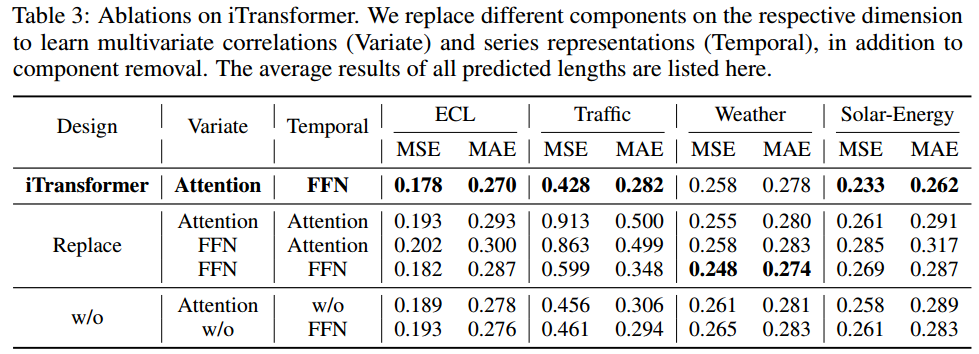 Table 3: Ablations on iTransformer. We replace different components on the respective dimension
to learn multivariate correlations (Variate) and series representations (Temporal), in addition to
component removal. The average results of all predicted lengths are listed here.
Design Variate Temporal ECL Traffic Weather Solar-Energy
MSE MAE MSE MAE MSE MAE MSE MAE
iTransformer Attention FFN 0.178 0.270 0.428 0.282 0.258 0.278 0.233 0.262
Replace Attention Attention 0.193 0.293 0.913 0.500 0.255 0.280 0.261 0.291
FFN Attention 0.202 0.300 0.863 0.499 0.258 0.283 0.285 0.317
FFN FFN 0.182 0.287 0.599 0.348 0.248 0.274 0.269 0.287
w/o Attention w/o 0.189 0.278 0.456 0.306 0.261 0.281 0.258 0.289
w/o FFN 0.193 0.276 0.461 0.294 0.265 0.283 0.261 0.283